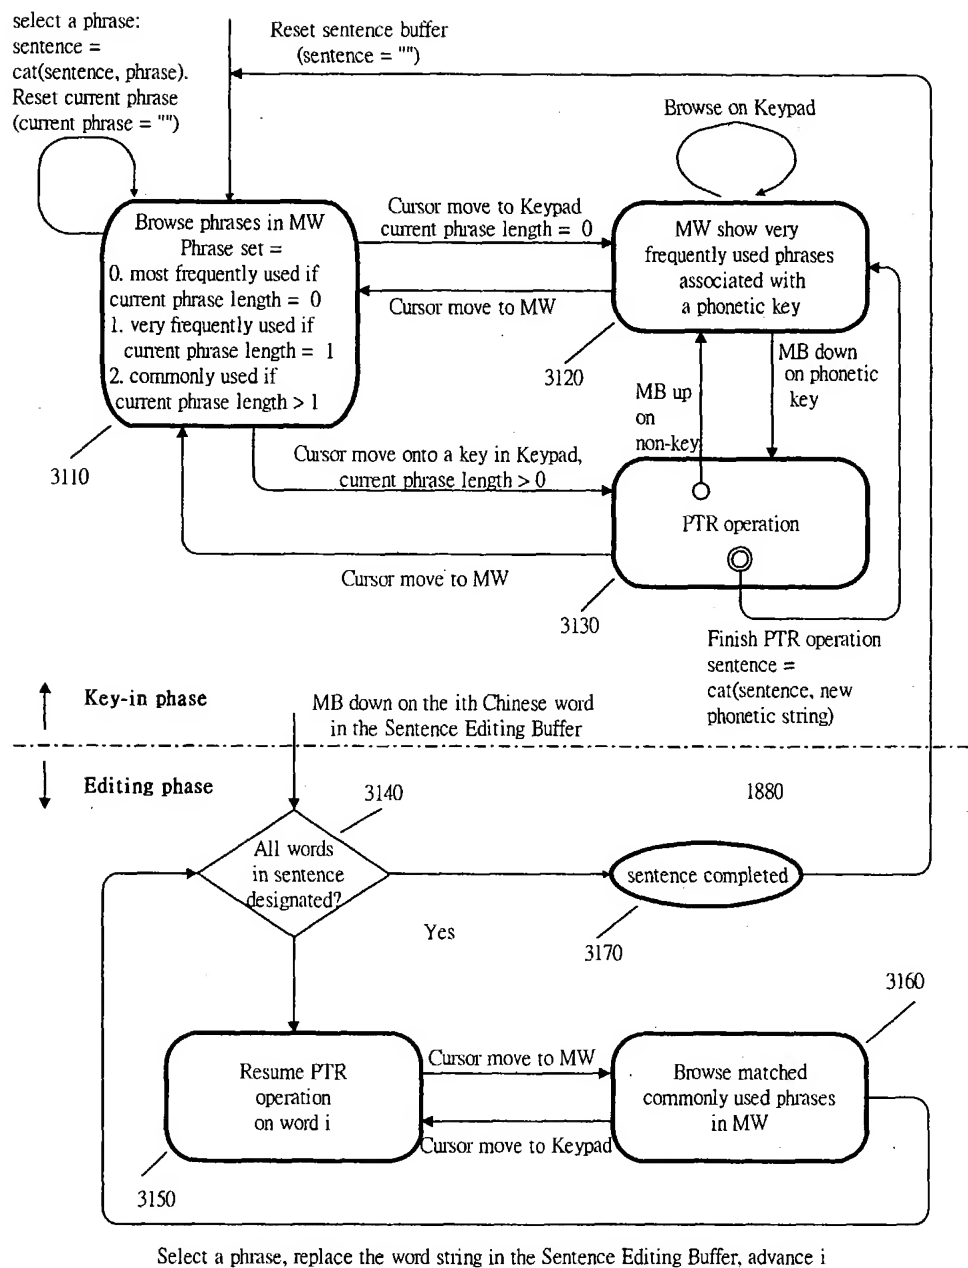 select a phrase:
sentence =
cat(sentence, phrase).
Reset current phrase
(current phrase = "")
Reset sentence buffer
(sentence = "")
Browse on Keypad
Browse phrases in MW
Phrase set =
0. most frequently used if
current phrase length = 0
1. very frequently used if
current phrase length = 1
2. commonly used if
current phrase length > 1
3110
Cursor move to Keypad
current phrase length = 0
Cursor move to MW
MW show very
frequently used phrases
associated with
a phonetic key
3120
MB up
on
non-key
MB down
on phonetic
key
Cursor move onto a key in Keypad,
current phrase length > 0
PTR operation
Cursor move to MW
3130
Finish PTR operation
sentence =
cat(sentence, new
phonetic string)
Key-in phase
MB down on the ith Chinese word
in the Sentence Editing Buffer
Editing phase
3140
1880
All words
in sentence
designated?
sentence completed
Yes
3170
3160
Resume PTR
operation
on word i
Cursor move to MW
Cursor move to Keypad
Browse matched
commonly used phrases
in MW
3150
Select a phrase, replace the word string in the Sentence Editing Buffer, advance i